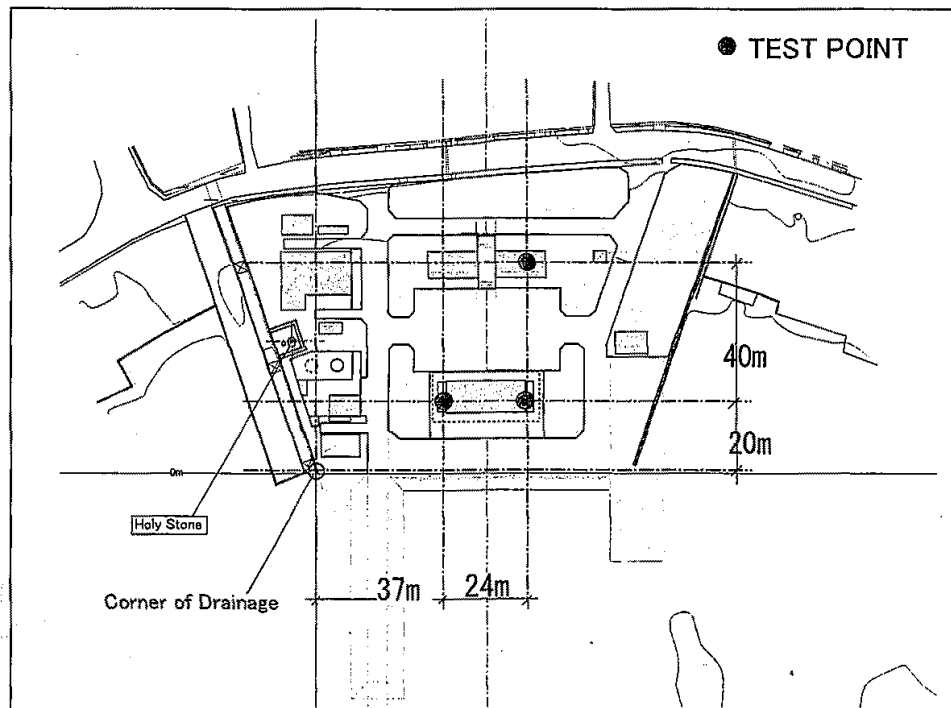 TEST POINT
40m
20m
0m
Holy Stone
37m
24m
Corner of Drainage